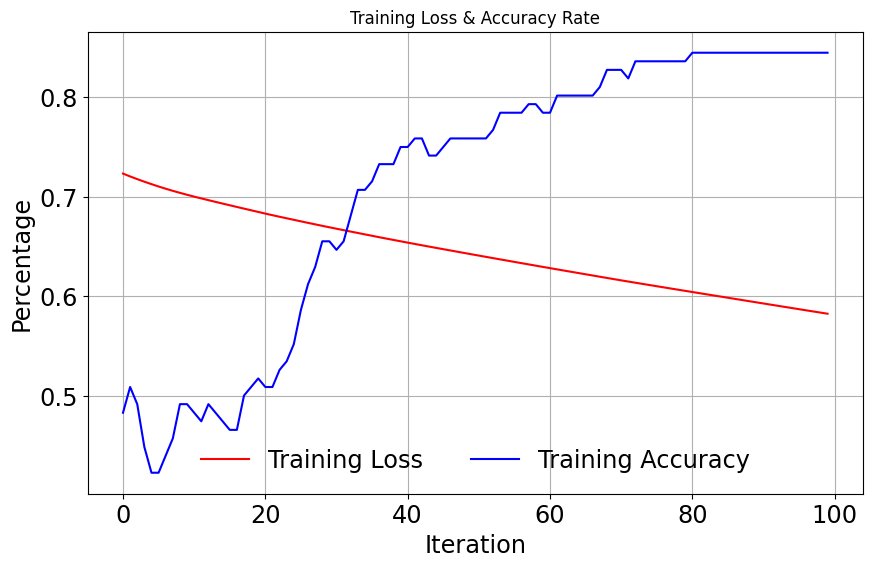 Training Loss & Accuracy Rate
Percentage
0.8
0.7
0.6
0.5
Training Loss
Training Accuracy
0
20
40
60
80
100
Iteration